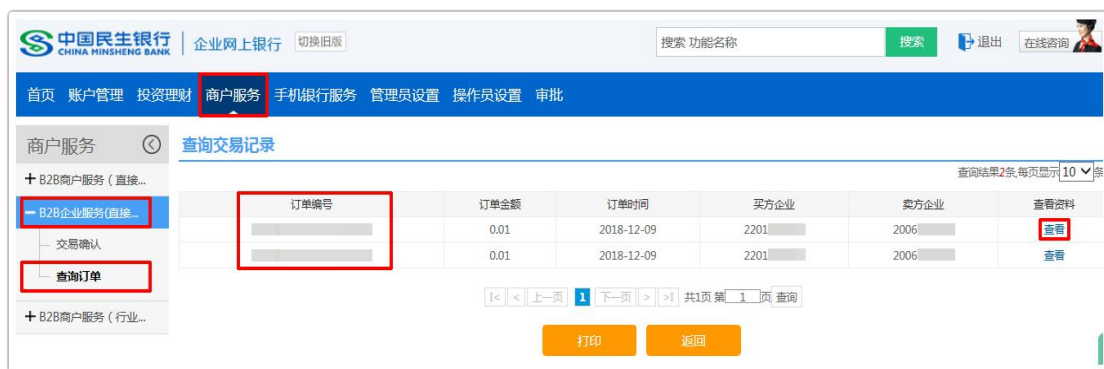 中国民生银行 CHINA MINSHENG BANK 企业网上银行 切换旧版 搜索 功能名称 搜索 退出 在线咨询
首页 账户管理 投资理财 商户服务 手机银行服务 管理员设置 操作员设置 审批
商户服务
查询交易记录
查询结果2条,每页显示 10 条
+ B2B商户服务（直接...
B2B企业服务(直接...
交易确认
查询订单
+ B2B商户服务（行业...
订单编号 订单金额 订单时间 买方企业 卖方企业 查看资料
0.01 2018-12-09 2201 2006 查看
0.01 2018-12-09 2201 2006 查看
I< < 上一页 1 下一页 > >I 共1页 第 1 页 查询
打印 返回